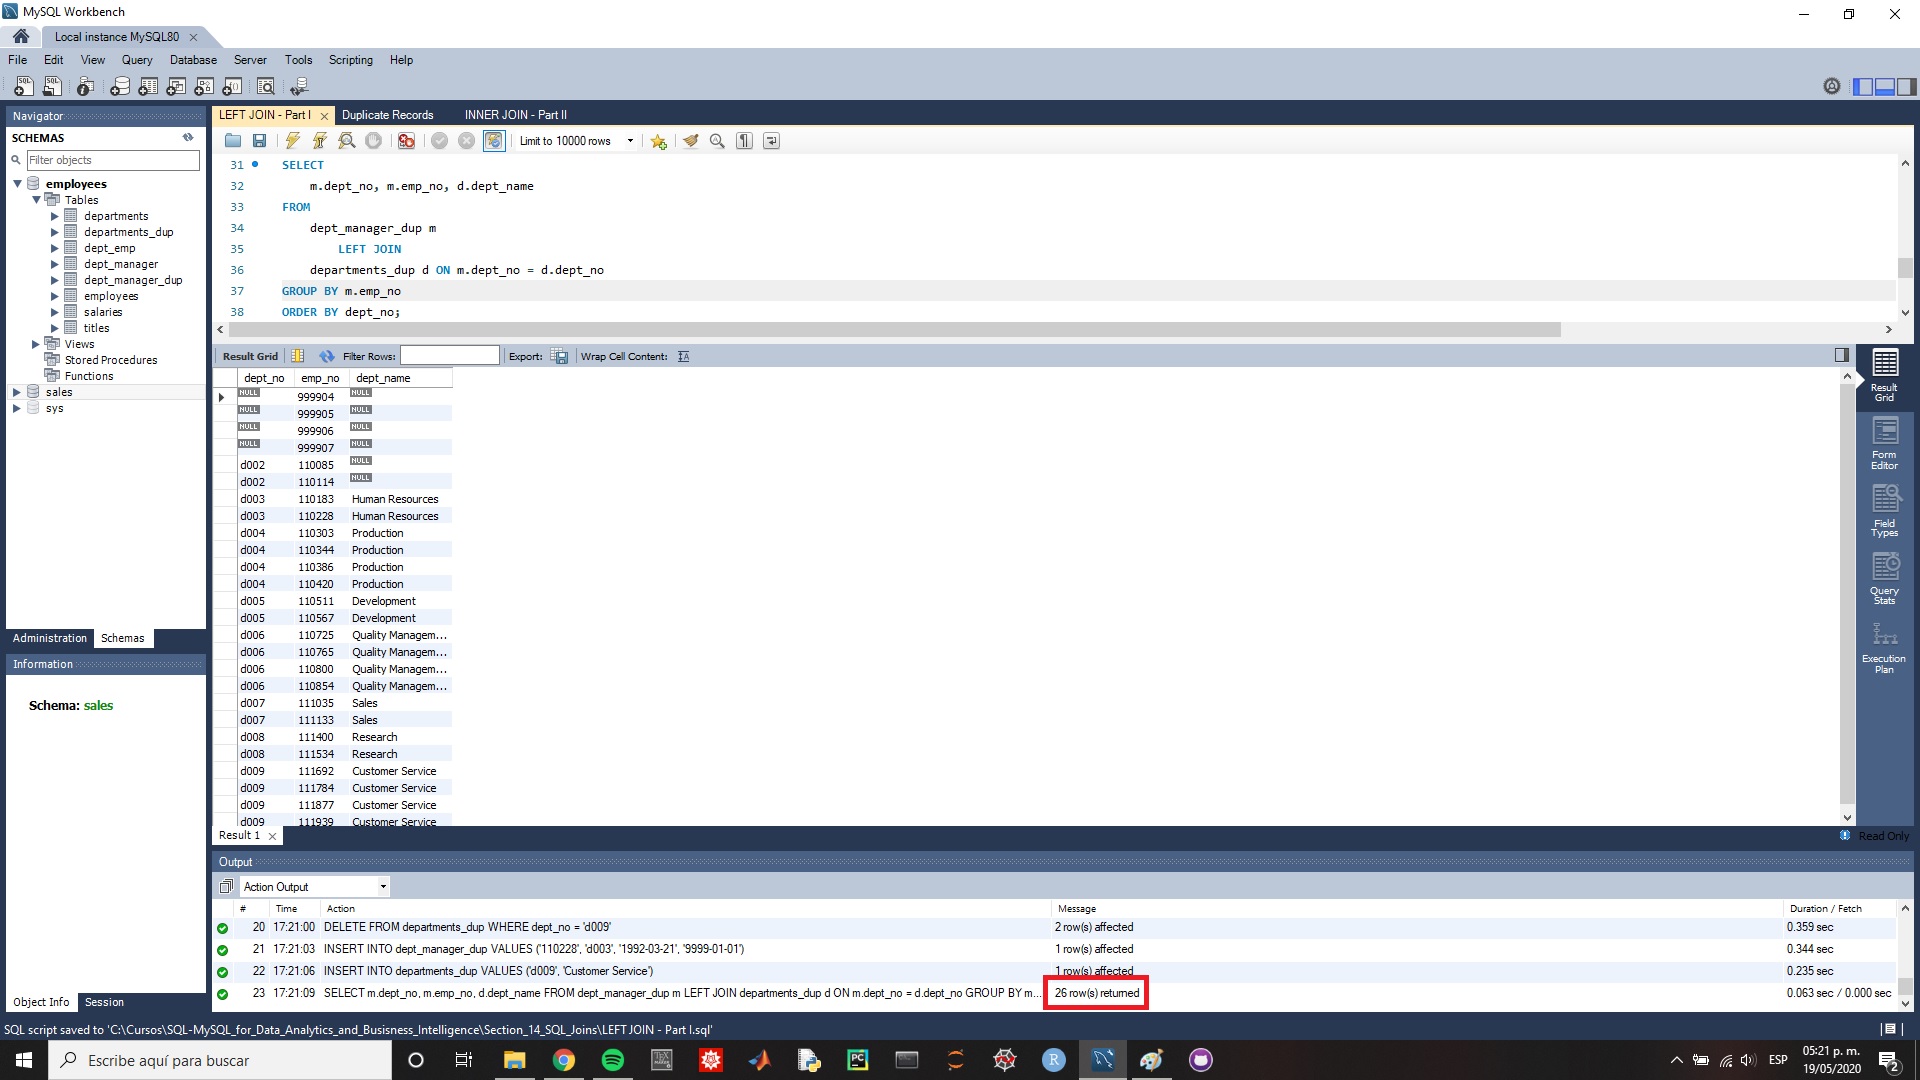 MySQL Workbench
Local instance MySQL80
File Edit View Query Database Server Tools Scripting Help
Navigator
SCHEMAS
Filter objects
employees
Tables
departments
departments_dup
dept_emp
dept_manager
dept_manager_dup
employees
salaries
titles
Views
Stored Procedures
Functions
sales
sys
Administration Schemas
Information
Schema: sales
Object Info Session
LEFT JOIN - Part I Duplicate Records INNER JOIN - Part II
Limit to 10000 rows
31 SELECT
32 m.dept_no, m.emp_no, d.dept_name
33 FROM
34 dept_manager_dup m
35 LEFT JOIN
36 departments_dup d ON m.dept_no = d.dept_no
37 GROUP BY m.emp_no
38 ORDER BY dept_no;
Result Grid Filter Rows: Export: Wrap Cell Content:
dept_no emp_no dept_name
NULL 999904 NULL
NULL 999905 NULL
NULL 999906 NULL
NULL 999907 NULL
d002 110085 NULL
d002 110114 NULL
d003 110183 Human Resources
d003 110228 Human Resources
d004 110303 Production
d004 110344 Production
d004 110386 Production
d004 110420 Production
d005 110511 Development
d005 110567 Development
d006 110725 Quality Managem...
d006 110765 Quality Managem...
d006 110800 Quality Managem...
d006 110854 Quality Managem...
d007 111035 Sales
d007 111133 Sales
d008 111400 Research
d008 111534 Research
d009 111692 Customer Service
d009 111784 Customer Service
d009 111877 Customer Service
d009 111939 Customer Service
Result Grid
Form Editor
Field Types
Query Stats
Execution Plan
Result 1
Read Only
Output
Action Output
# Time Action Message Duration / Fetch
20 17:21:00 DELETE FROM departments_dup WHERE dept_no = 'd009' 2 row(s) affected 0.359 sec
21 17:21:03 INSERT INTO dept_manager_dup VALUES ('110228', 'd003', '1992-03-21', '9999-01-01') 1 row(s) affected 0.344 sec
22 17:21:06 INSERT INTO departments_dup VALUES ('d009', 'Customer Service') 1 row(s) affected 0.235 sec
23 17:21:09 SELECT m.dept_no, m.emp_no, d.dept_name FROM dept_manager_dup m LEFT JOIN departments_dup d ON m.dept_no = d.dept_no GROUP BY m... 26 row(s) returned 0.063 sec / 0.000 sec
SQL script saved to 'C:\Cursos\SQL-MySQL_for_Data_Analytics_and_Busisness_Intelligence\Section_14_SQL_Joins\LEFT JOIN - Part I.sql'
Escribe aquí para buscar
ESP
05:21 p. m.
19/05/2020
2